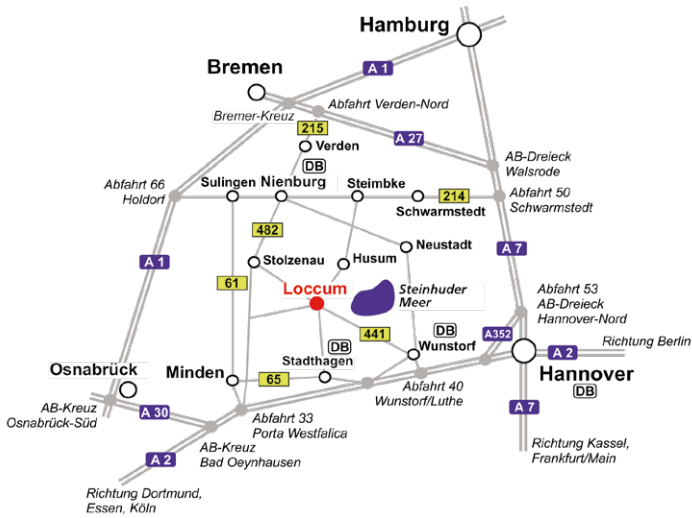 Hamburg
Bremen
A 1
Abfahrt Verden-Nord
Bremer-Kreuz
215
A 27
Verden
DB
AB-Dreieck
Walsrode
Abfahrt 66
Holdorf
Sulingen
Nienburg
Steimbke
214
Schwarmstedt
Abfahrt 50
Schwarmstedt
482
Neustadt
A 7
A 1
Stolzenau
Husum
61
Loccum
Steinhuder
Meer
Abfahrt 53
AB-Dreieck
Hannover-Nord
441
DB
A352
Richtung Berlin
DB
Wunstorf
A 2
Stadthagen
Osnabrück
Minden
65
Hannover
DB
Abfahrt 40
Wunstorf/Luthe
AB-Kreuz
Osnabrück-Süd
A 30
Abfahrt 33
Porta Westfalica
A 7
AB-Kreuz
Bad Oeynhausen
A 2
Richtung Kassel,
Frankfurt/Main
Richtung Dortmund,
Essen, Köln